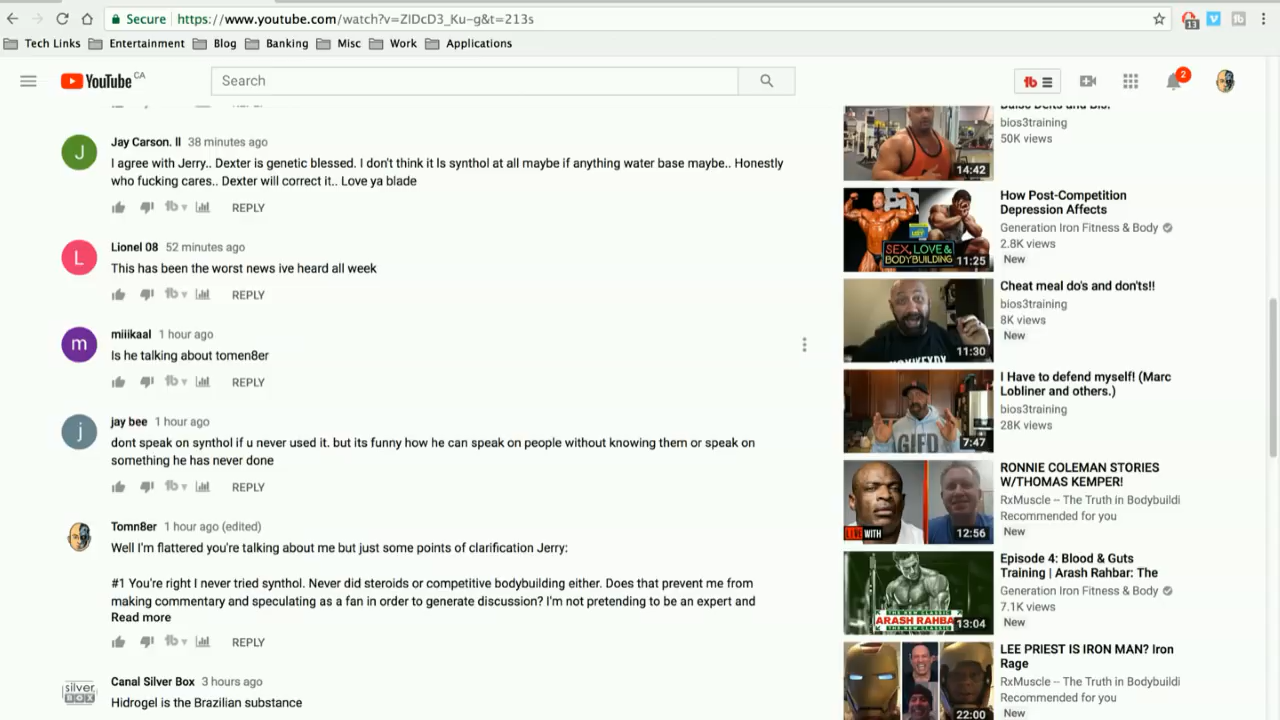 Secure https://www.youtube.com/watch?v=ZlDcD3_Ku-g&t=213s
13
Tech Links Entertainment Blog Banking Misc Work Applications
YouTube CA
Search
2
Jay Carson. ll 38 minutes ago
I agree with Jerry.. Dexter is genetic blessed. I don't think it Is synthol at all maybe if anything water base maybe.. Honestly
who fucking cares.. Dexter will correct it.. Love ya blade
REPLY
Lionel 08 52 minutes ago
This has been the worst news ive heard all week
REPLY
miiikaal 1 hour ago
Is he talking about tomen8er
REPLY
jay bee 1 hour ago
dont speak on synthol if u never used it. but its funny how he can speak on people without knowing them or speak on
something he has never done
REPLY
Tomn8er 1 hour ago (edited)
Well I'm flattered you're talking about me but just some points of clarification Jerry:
#1 You're right I never tried synthol. Never did steroids or competitive bodybuilding either. Does that prevent me from
making commentary and speculating as a fan in order to generate discussion? I'm not pretending to be an expert and
Read more
REPLY
silver BOX
Canal Silver Box 3 hours ago
Hidrogel is the Brazilian substance
bios3training
50K views
14:42
How Post-Competition
Depression Affects
Generation Iron Fitness & Body
2.8K views
New
SEX, LOVE &
BODYBUILDING
11:25
Cheat meal do's and don'ts!!
bios3training
8K views
New
11:30
I Have to defend myself! (Marc
Lobliner and others.)
bios3training
28K views
7:47
RONNIE COLEMAN STORIES
W/THOMAS KEMPER!
RxMuscle -- The Truth in Bodybuildi
Recommended for you
New
LIVE WITH
12:56
Episode 4: Blood & Guts
Training | Arash Rahbar: The
Generation Iron Fitness & Body
7.1K views
New
THE NEW CLASSIC
ARASH RAHBA
13:04
LEE PRIEST IS IRON MAN? Iron
Rage
RxMuscle -- The Truth in Bodybuildi
Recommended for you
New
22:00